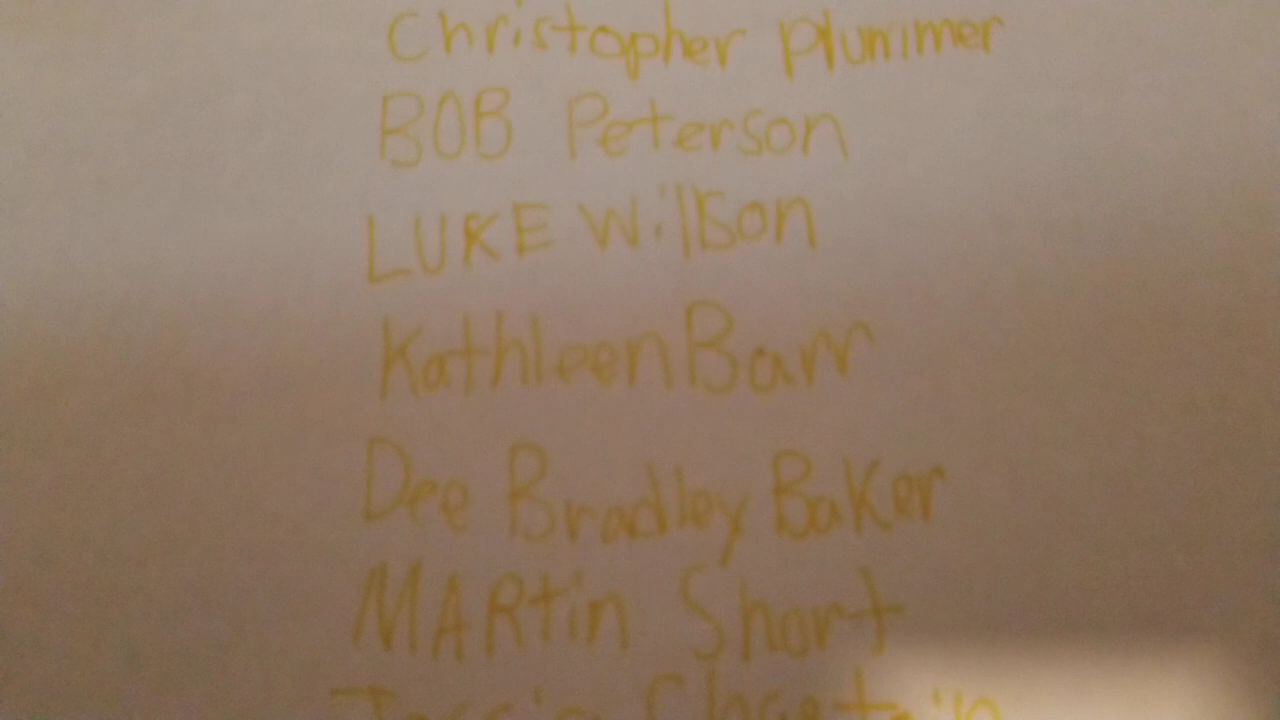 Christopher Plummer
BOB Peterson
LUKE Wilson
Kathleen Barr
Dee Bradley Baker
MARtin Short